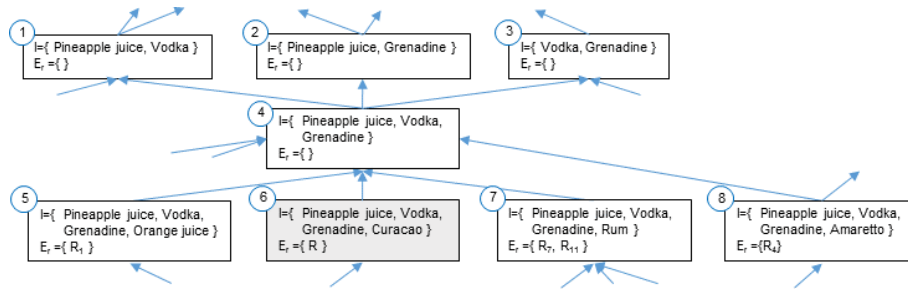 1
I={ Pineapple juice, Vodka }
Er ={ }
2
I={ Pineapple juice, Grenadine }
Er ={ }
3
I={ Vodka, Grenadine }
Er ={ }
4
I={ Pineapple juice, Vodka,
Grenadine }
Er ={ }
5
I={ Pineapple juice, Vodka,
Grenadine, Orange juice }
Er ={ R1 }
6
I={ Pineapple juice, Vodka,
Grenadine, Curacao }
Er ={ R }
7
I={ Pineapple juice, Vodka,
Grenadine, Rum }
Er ={ R7, R11 }
8
I={ Pineapple juice, Vodka,
Grenadine, Amaretto }
Er ={R4}